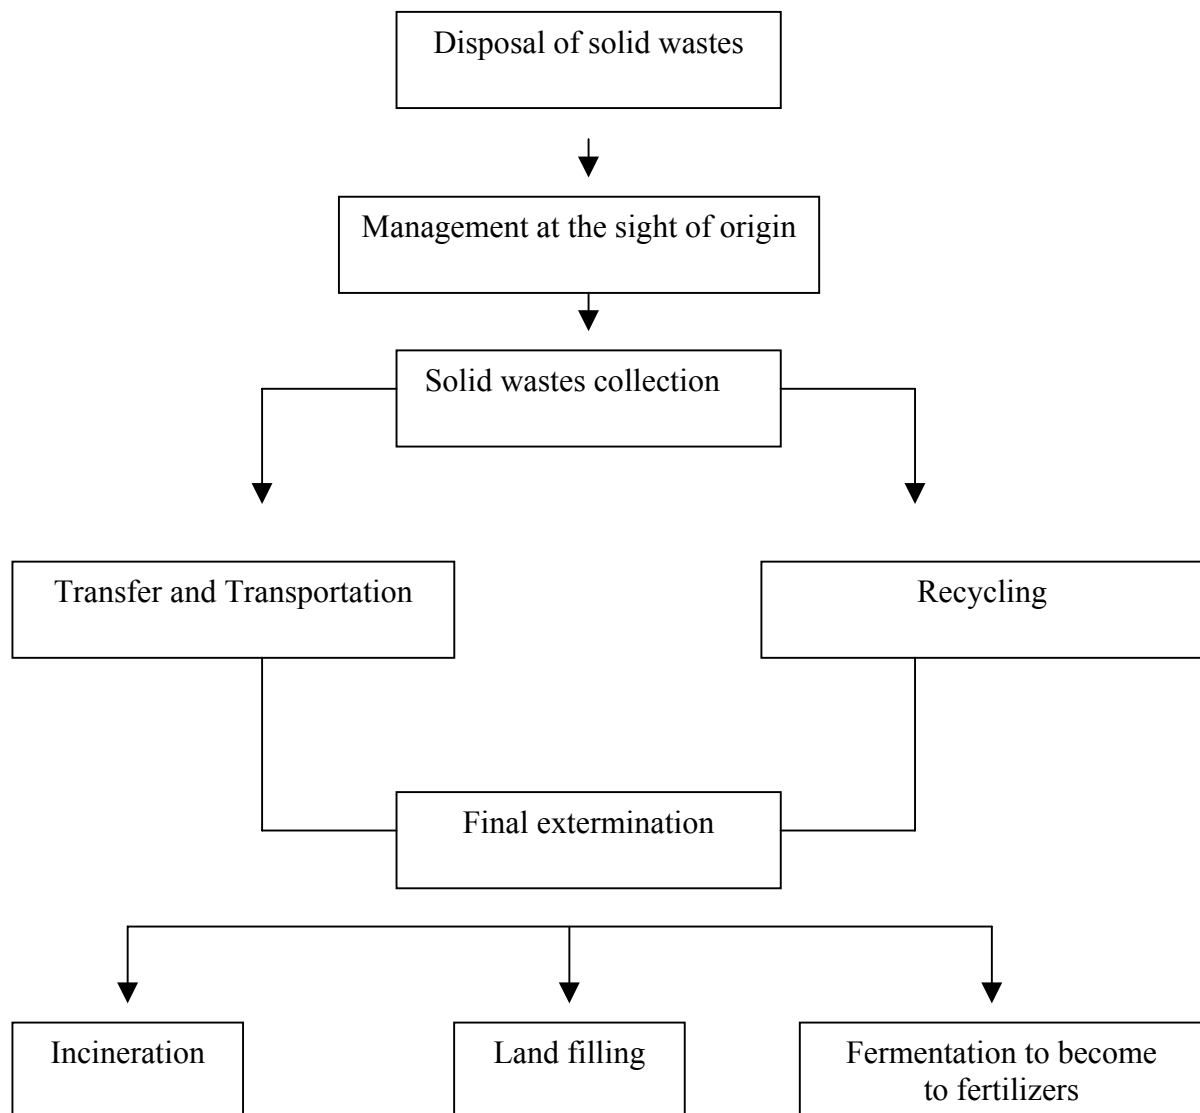 Disposal of solid wastes
Management at the sight of origin
Solid wastes collection
Transfer and Transportation
Recycling
Final extermination
Incineration
Land filling
Fermentation to become
to fertilizers